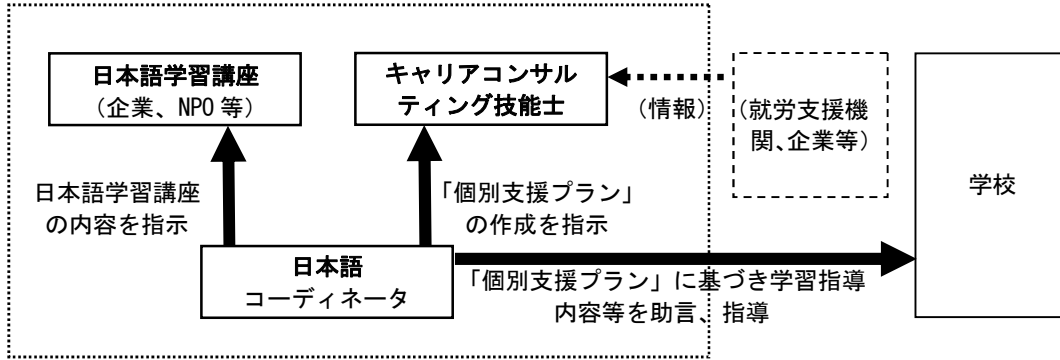 日本語学習講座
（企業、NPO 等）
キャリアコンサル
ティング技能士
（情報）
（就労支援機
関、企業等）
学校
日本語学習講座
の内容を指示
「個別支援プラン」
の作成を指示
日本語
コーディネータ
「個別支援プラン」に基づき学習指導
内容等を助言、指導